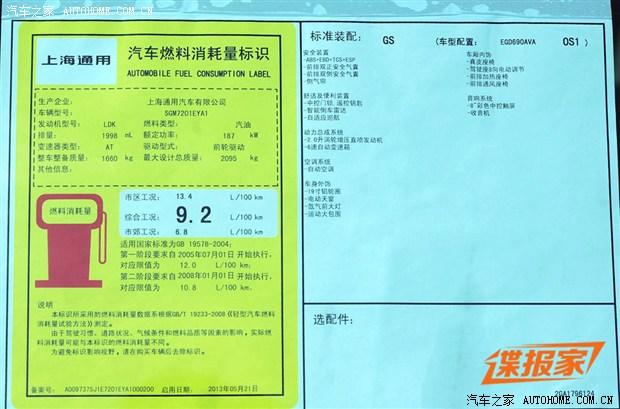 汽车之家 AUTOHOME.COM.CN
上海通用
汽车燃料消耗量标识
AUTOMOBILE FUEL CONSUMPTION LABEL
生产企业: 上海通用汽车有限公司
车辆型号: SGM7201EYA1
发动机型号: LDK 燃料类型: 汽油
排量: 1998 mL 额定功率: 187 kW
变速器类型: AT 驱动型式: 前轮驱动
整车整备质量: 1660 kg 最大设计总质量: 2095 kg
其他信息:
燃料消耗量
市区工况: 13.4 L/100 km
综合工况: 9.2 L/100 km
市郊工况: 6.8 L/100 km
适用国家标准为GB 19578-2004;
第一阶段要求自 2005年07月01日 开始执行,
对应限值为 12.0 L/100 km;
第二阶段要求自 2008年01月01日 开始执行,
对应限值为 10.8 L/100 km;
说明
本标识所采用的燃料消耗量数据系根据GB/T 19233-2008《轻型汽车燃料
消耗量试验方法》测定。
由于驾驶习惯、道路状况、气候条件和燃料品质等因素的影响,实际燃
料消耗量可能与本标识的燃料消耗量不同。
为避免标识影响视野,请在购买车辆后去除标识。
备案号: A009737SJ1E7201EYA1000200 启用日期: 2013年05月21日
标准装配: GS (车型配置: EGD690AVA OS1)
安全装置
-ABS+EBD+TCS+ESP
-前排双正安全气囊
-前排双侧安全气囊
-侧气帘
舒适及便利装置
-中控门锁,遥控钥匙
-智能倒车雷达
-自适应巡航
动力总成系统
-2.0升涡轮增压直喷发动机
-6速自动变速箱
空调系统
-自动空调
车身外饰
-19寸铝轮圈
-电动天窗
-氙气前大灯
-运动大包围
车厢内饰
-真皮座椅
-驾驶座8向电动调节
-前排加热座椅
-前排通风座椅
音响系统
-8"彩色中控触屏
-收音机
选配件:
谍报家
20A1796124
汽车之家 AUTOHOME.COM.CN